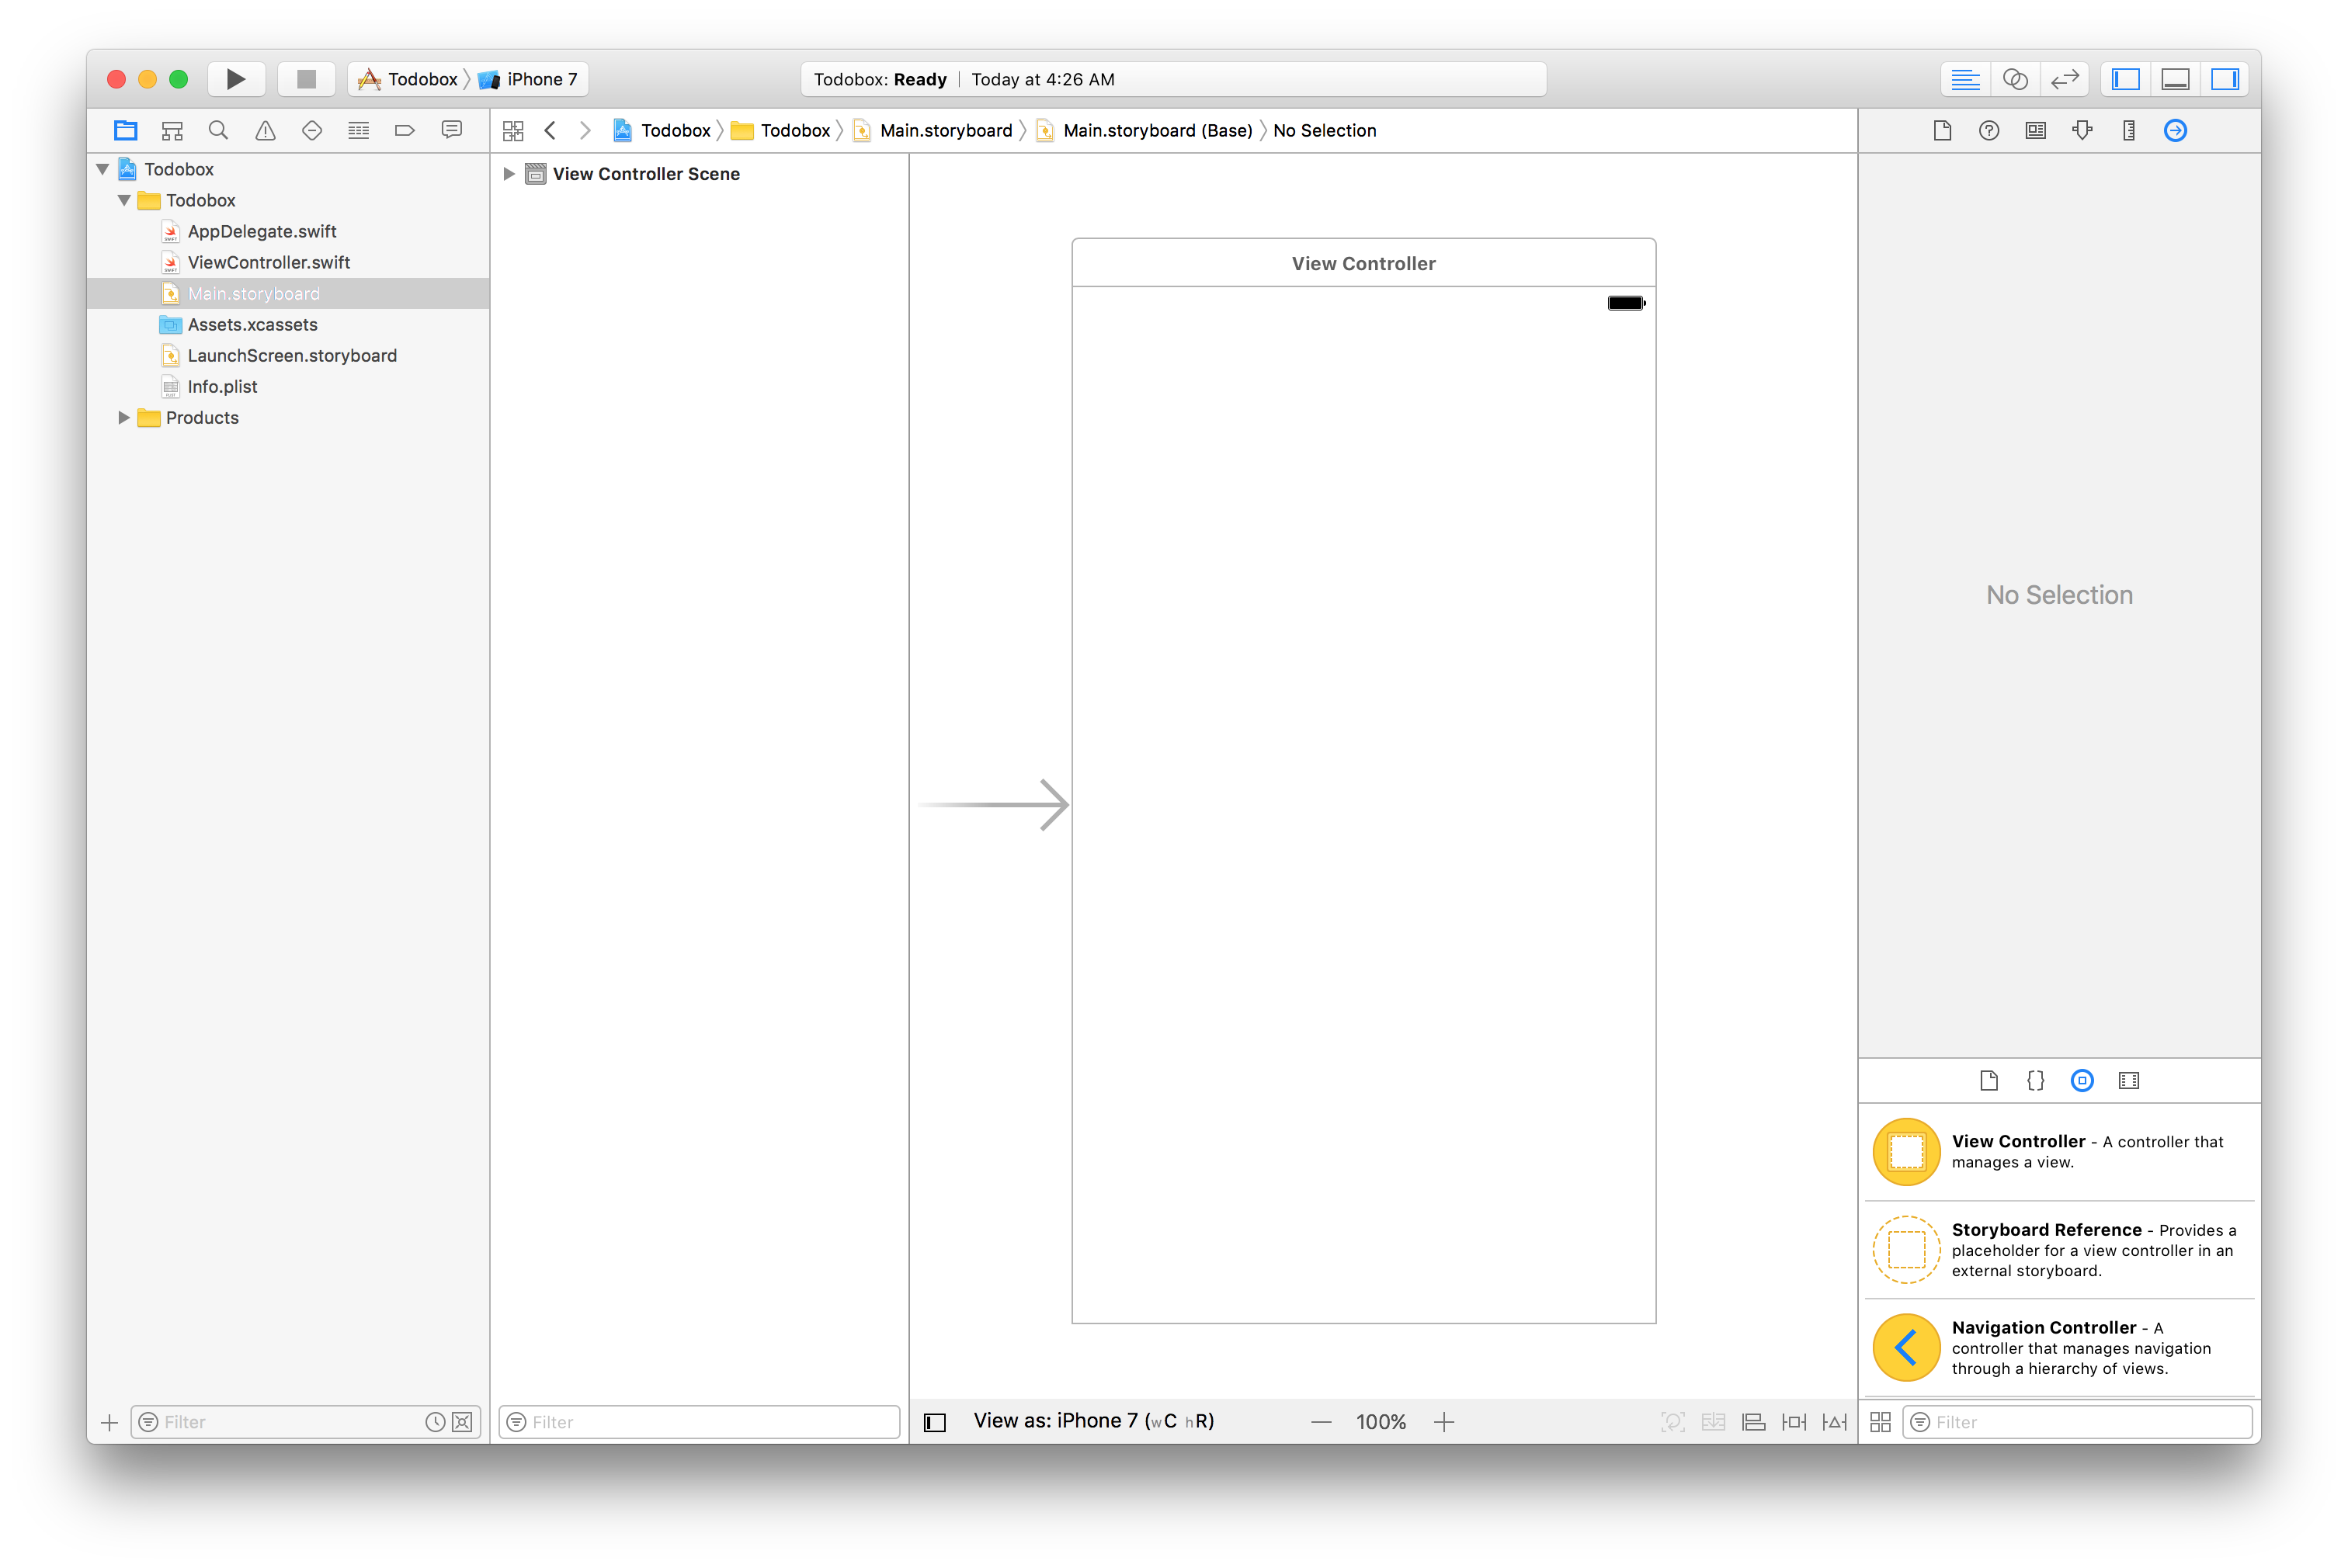 Todobox iPhone 7
Todobox: Ready Today at 4:26 AM
Todobox Todobox Main.storyboard Main.storyboard (Base) No Selection
Todobox
Todobox
AppDelegate.swift
ViewController.swift
Main.storyboard
Assets.xcassets
LaunchScreen.storyboard
Info.plist
Products
Filter
View Controller Scene
Filter
View Controller
View as: iPhone 7 (wC hR)
100%
No Selection
View Controller - A controller that
manages a view.
Storyboard Reference - Provides a
placeholder for a view controller in an
external storyboard.
Navigation Controller - A
controller that manages navigation
through a hierarchy of views.
Filter